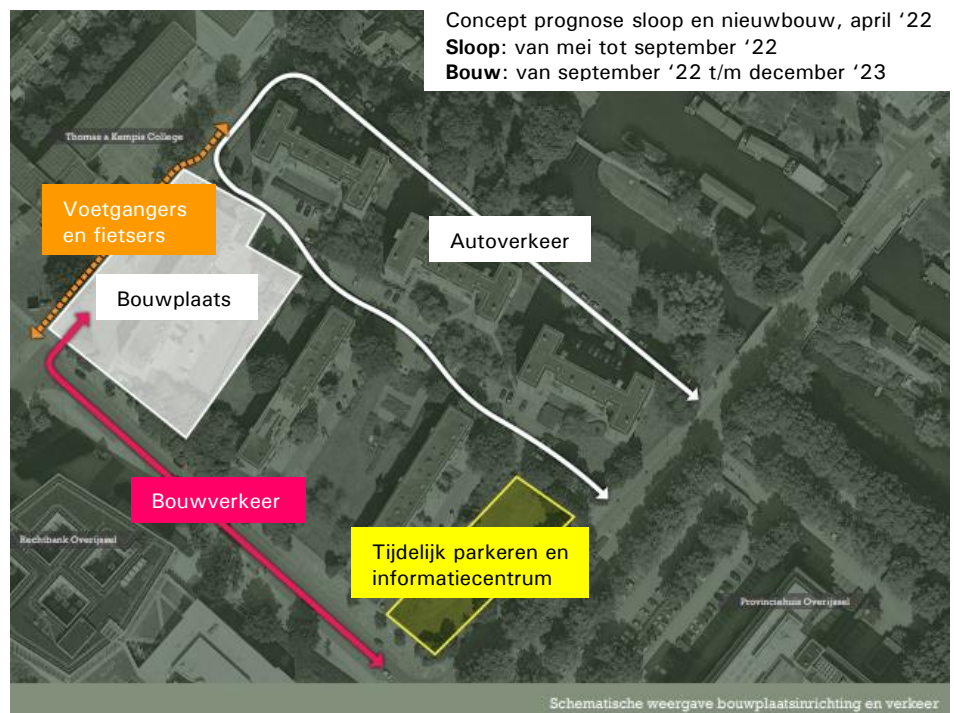 Concept prognose sloop en nieuwbouw, april ‘22
Sloop: van mei tot september ‘22
Bouw: van september ‘22 t/m december ‘23
Thomas a Kempis College
Voetgangers
en fietsers
Autoverkeer
Bouwplaats
Bouwverkeer
Rechtbank Overijssel
Tijdelijk parkeren en
informatiecentrum
Provinciehuis Overijssel
Schematische weergave bouwplaatsinrichting en verkeer